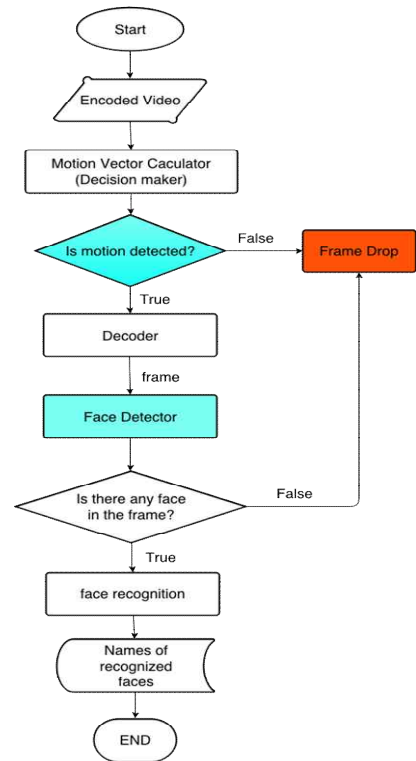 Start
Encoded Video
Motion Vector Caculator
(Decision maker)
Is motion detected?
False
Frame Drop
True
Decoder
frame
Face Detector
Is there any face
in the frame?
False
True
face recognition
Names of
recognized
faces
END